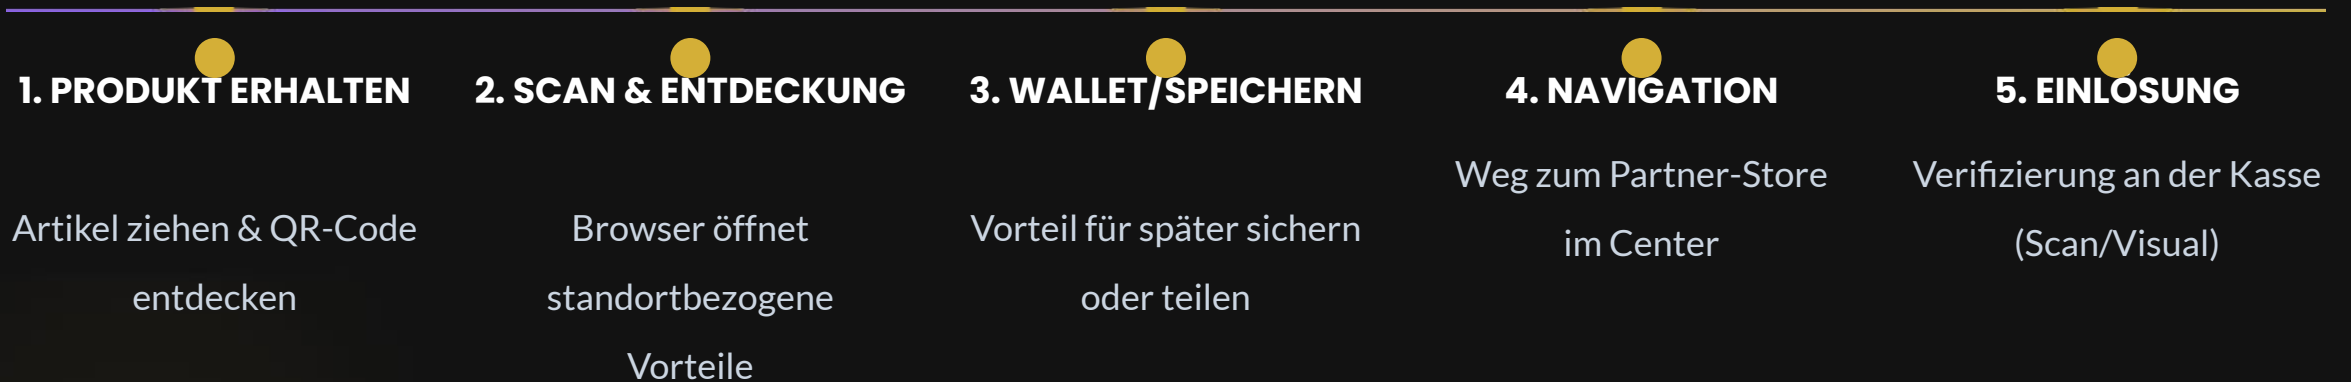 1. PRODUKT ERHALTEN
Artikel ziehen & QR-Code
entdecken
2. SCAN & ENTDECKUNG
Browser öffnet
standortbezogene
Vorteile
3. WALLET/SPEICHERN
Vorteil für später sichern
oder teilen
4. NAVIGATION
Weg zum Partner-Store
im Center
5. EINLÖSUNG
Verifizierung an der Kasse
(Scan/Visual)